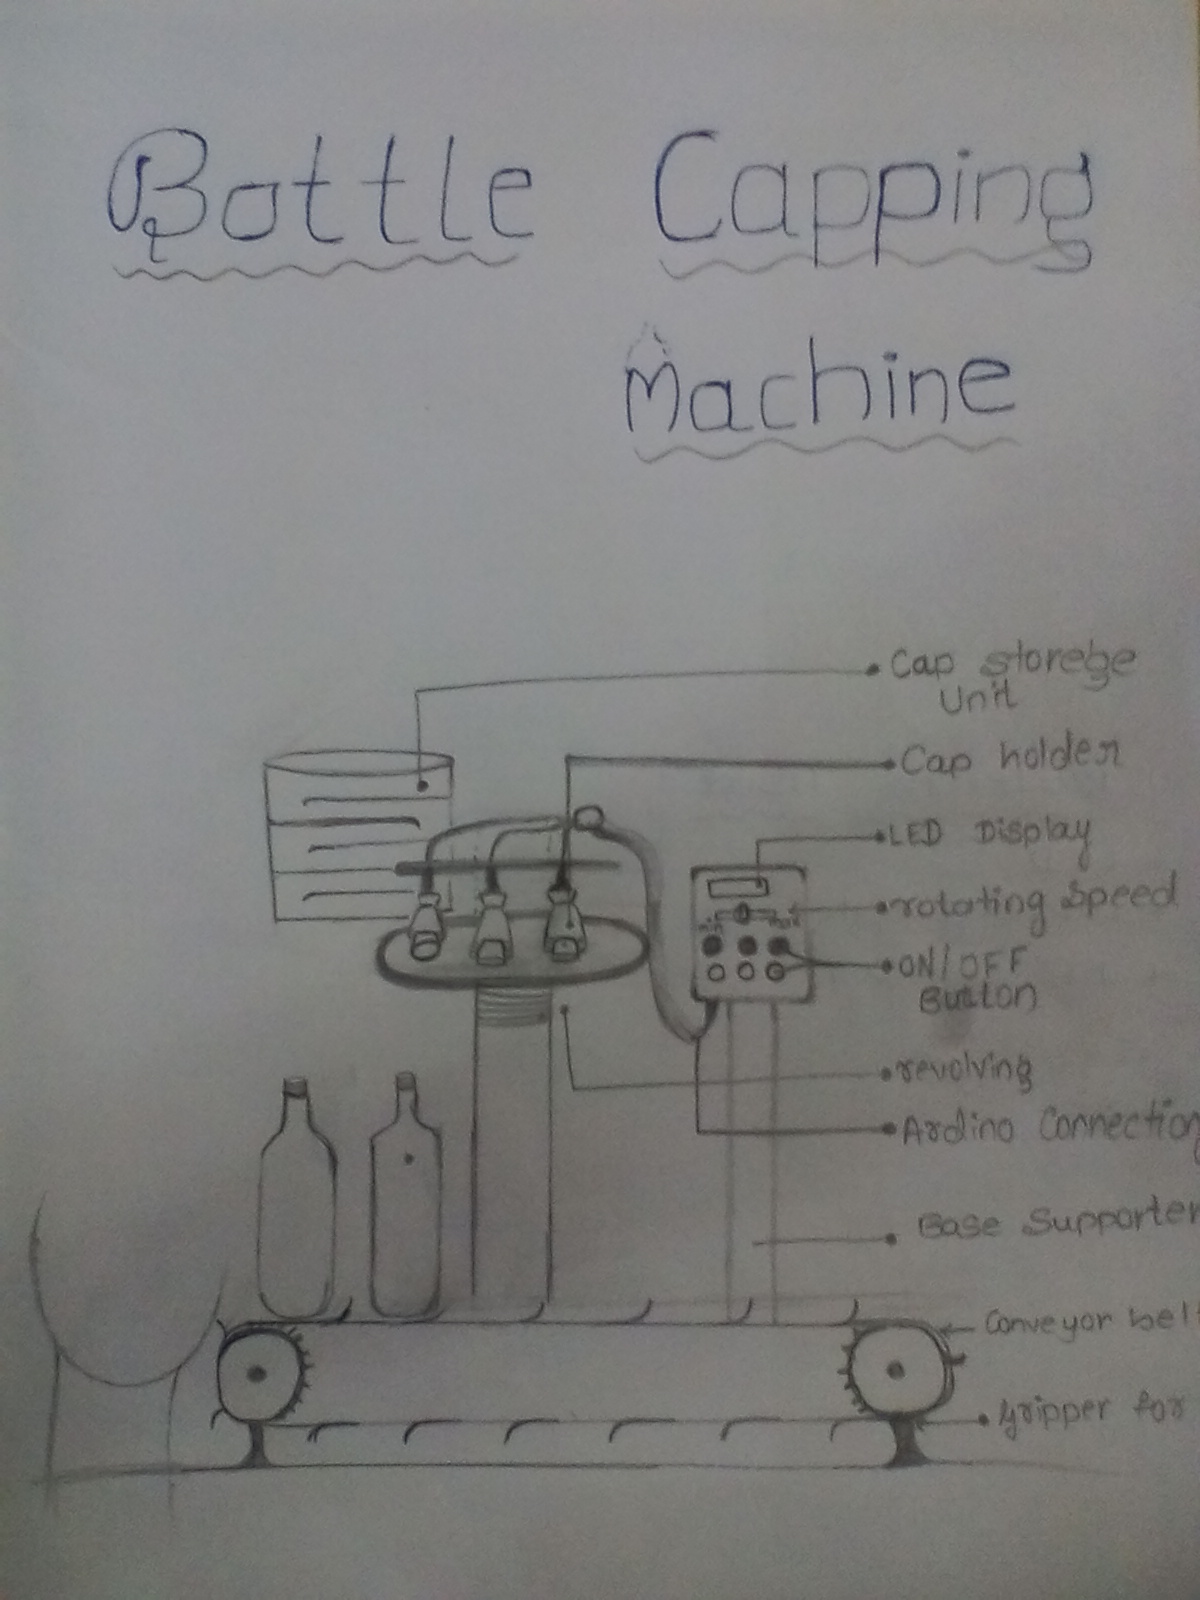 Bottle Capping
Machine
Cap storege
Unit
Cap holder
LED Display
rotating Speed
min max
ON/OFF
Button
revolving
Ardino Connection
Base Supporter
Conveyor bel
Gripper for